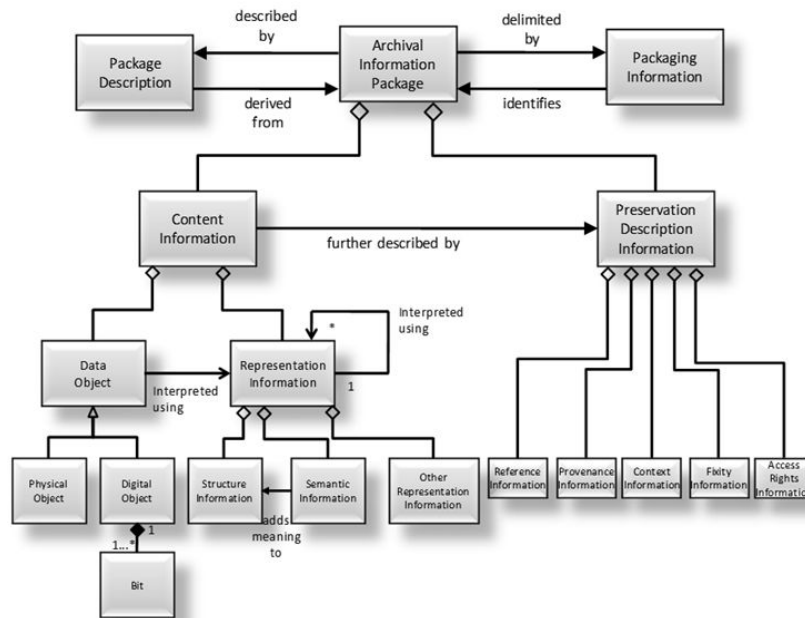 described
by
Package
Description
derived
from
Archival
Information
Package
delimited
by
identifies
Packaging
Information
Content
Information
further described by
Preservation
Description
Information
Data
Object
Interpreted
using
Representation
Information
*
1
Interpreted
using
Physical
Object
Digital
Object
Structure
Information
adds
meaning
to
Semantic
Information
Other
Representation
Information
Reference
Information
Provenance
Information
Context
Information
Fixity
Information
Access
Rights
Information
1
1...*
Bit